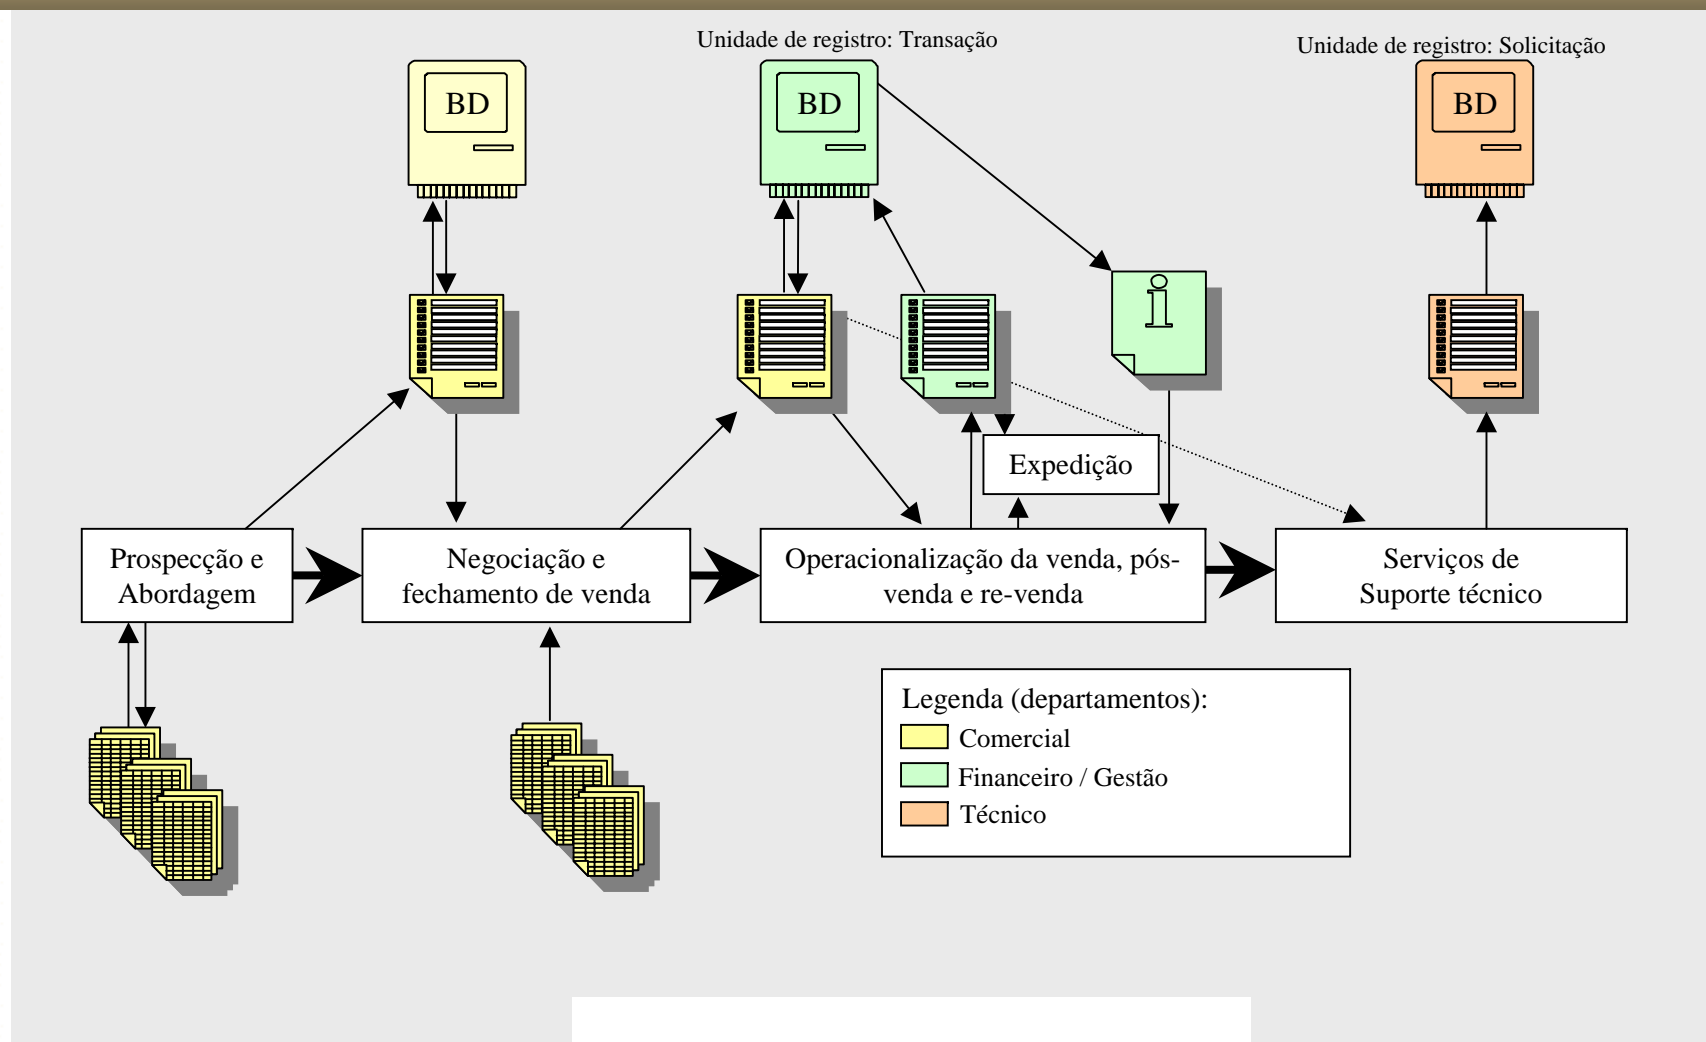 Unidade de registro: Transação
Unidade de registro: Solicitação
BD
BD
BD
i
Expedição
Prospecção e
Abordagem
Negociação e
fechamento de venda
Operacionalização da venda, pós-
venda e re-venda
Serviços de
Suporte técnico
Legenda (departamentos):
Comercial
Financeiro / Gestão
Técnico